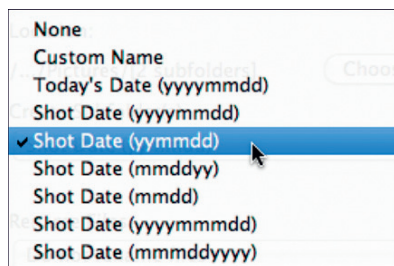 None
Custom Name
Today's Date (yyyymmdd)
Shot Date (yyyymmdd)
✓ Shot Date (yymmdd)
Shot Date (mmddyy)
Shot Date (mmdd)
Shot Date (yyyymmmdd)
Shot Date (mmmddyyyy)
Choo